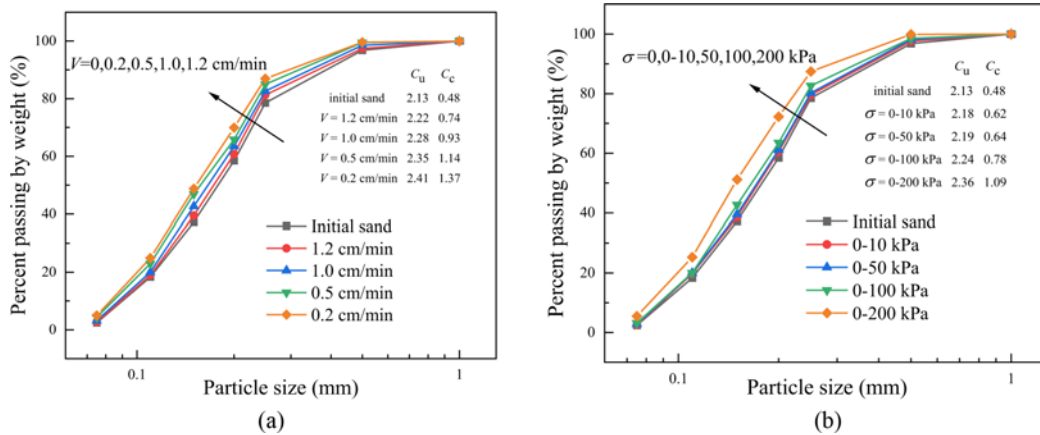 V=0,0.2,0.5,1.0,1.2 cm/min
Cu Cc
initial sand 2.13 0.48
V = 1.2 cm/min 2.22 0.74
V = 1.0 cm/min 2.28 0.93
V = 0.5 cm/min 2.35 1.14
V = 0.2 cm/min 2.41 1.37
Initial sand
1.2 cm/min
1.0 cm/min
0.5 cm/min
0.2 cm/min
Percent passing by weight (%)
100
80
60
40
20
0
0.1 1
Particle size (mm)
(a)
σ=0,0-10,50,100,200 kPa
Cu Cc
initial sand 2.13 0.48
σ = 0-10 kPa 2.18 0.62
σ = 0-50 kPa 2.19 0.64
σ = 0-100 kPa 2.24 0.78
σ = 0-200 kPa 2.36 1.09
Initial sand
0-10 kPa
0-50 kPa
0-100 kPa
0-200 kPa
Percent passing by weight (%)
100
80
60
40
20
0
0.1 1
Particle size (mm)
(b)